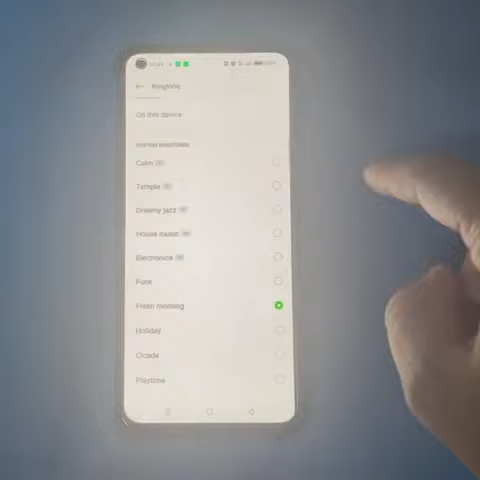 Ringtone
On this device
SYSTEM RINGTONES
Calm
Temple
Dreamy jazz
House music
Electronica
Funk
Fresh morning
Holiday
Cicada
Playtime